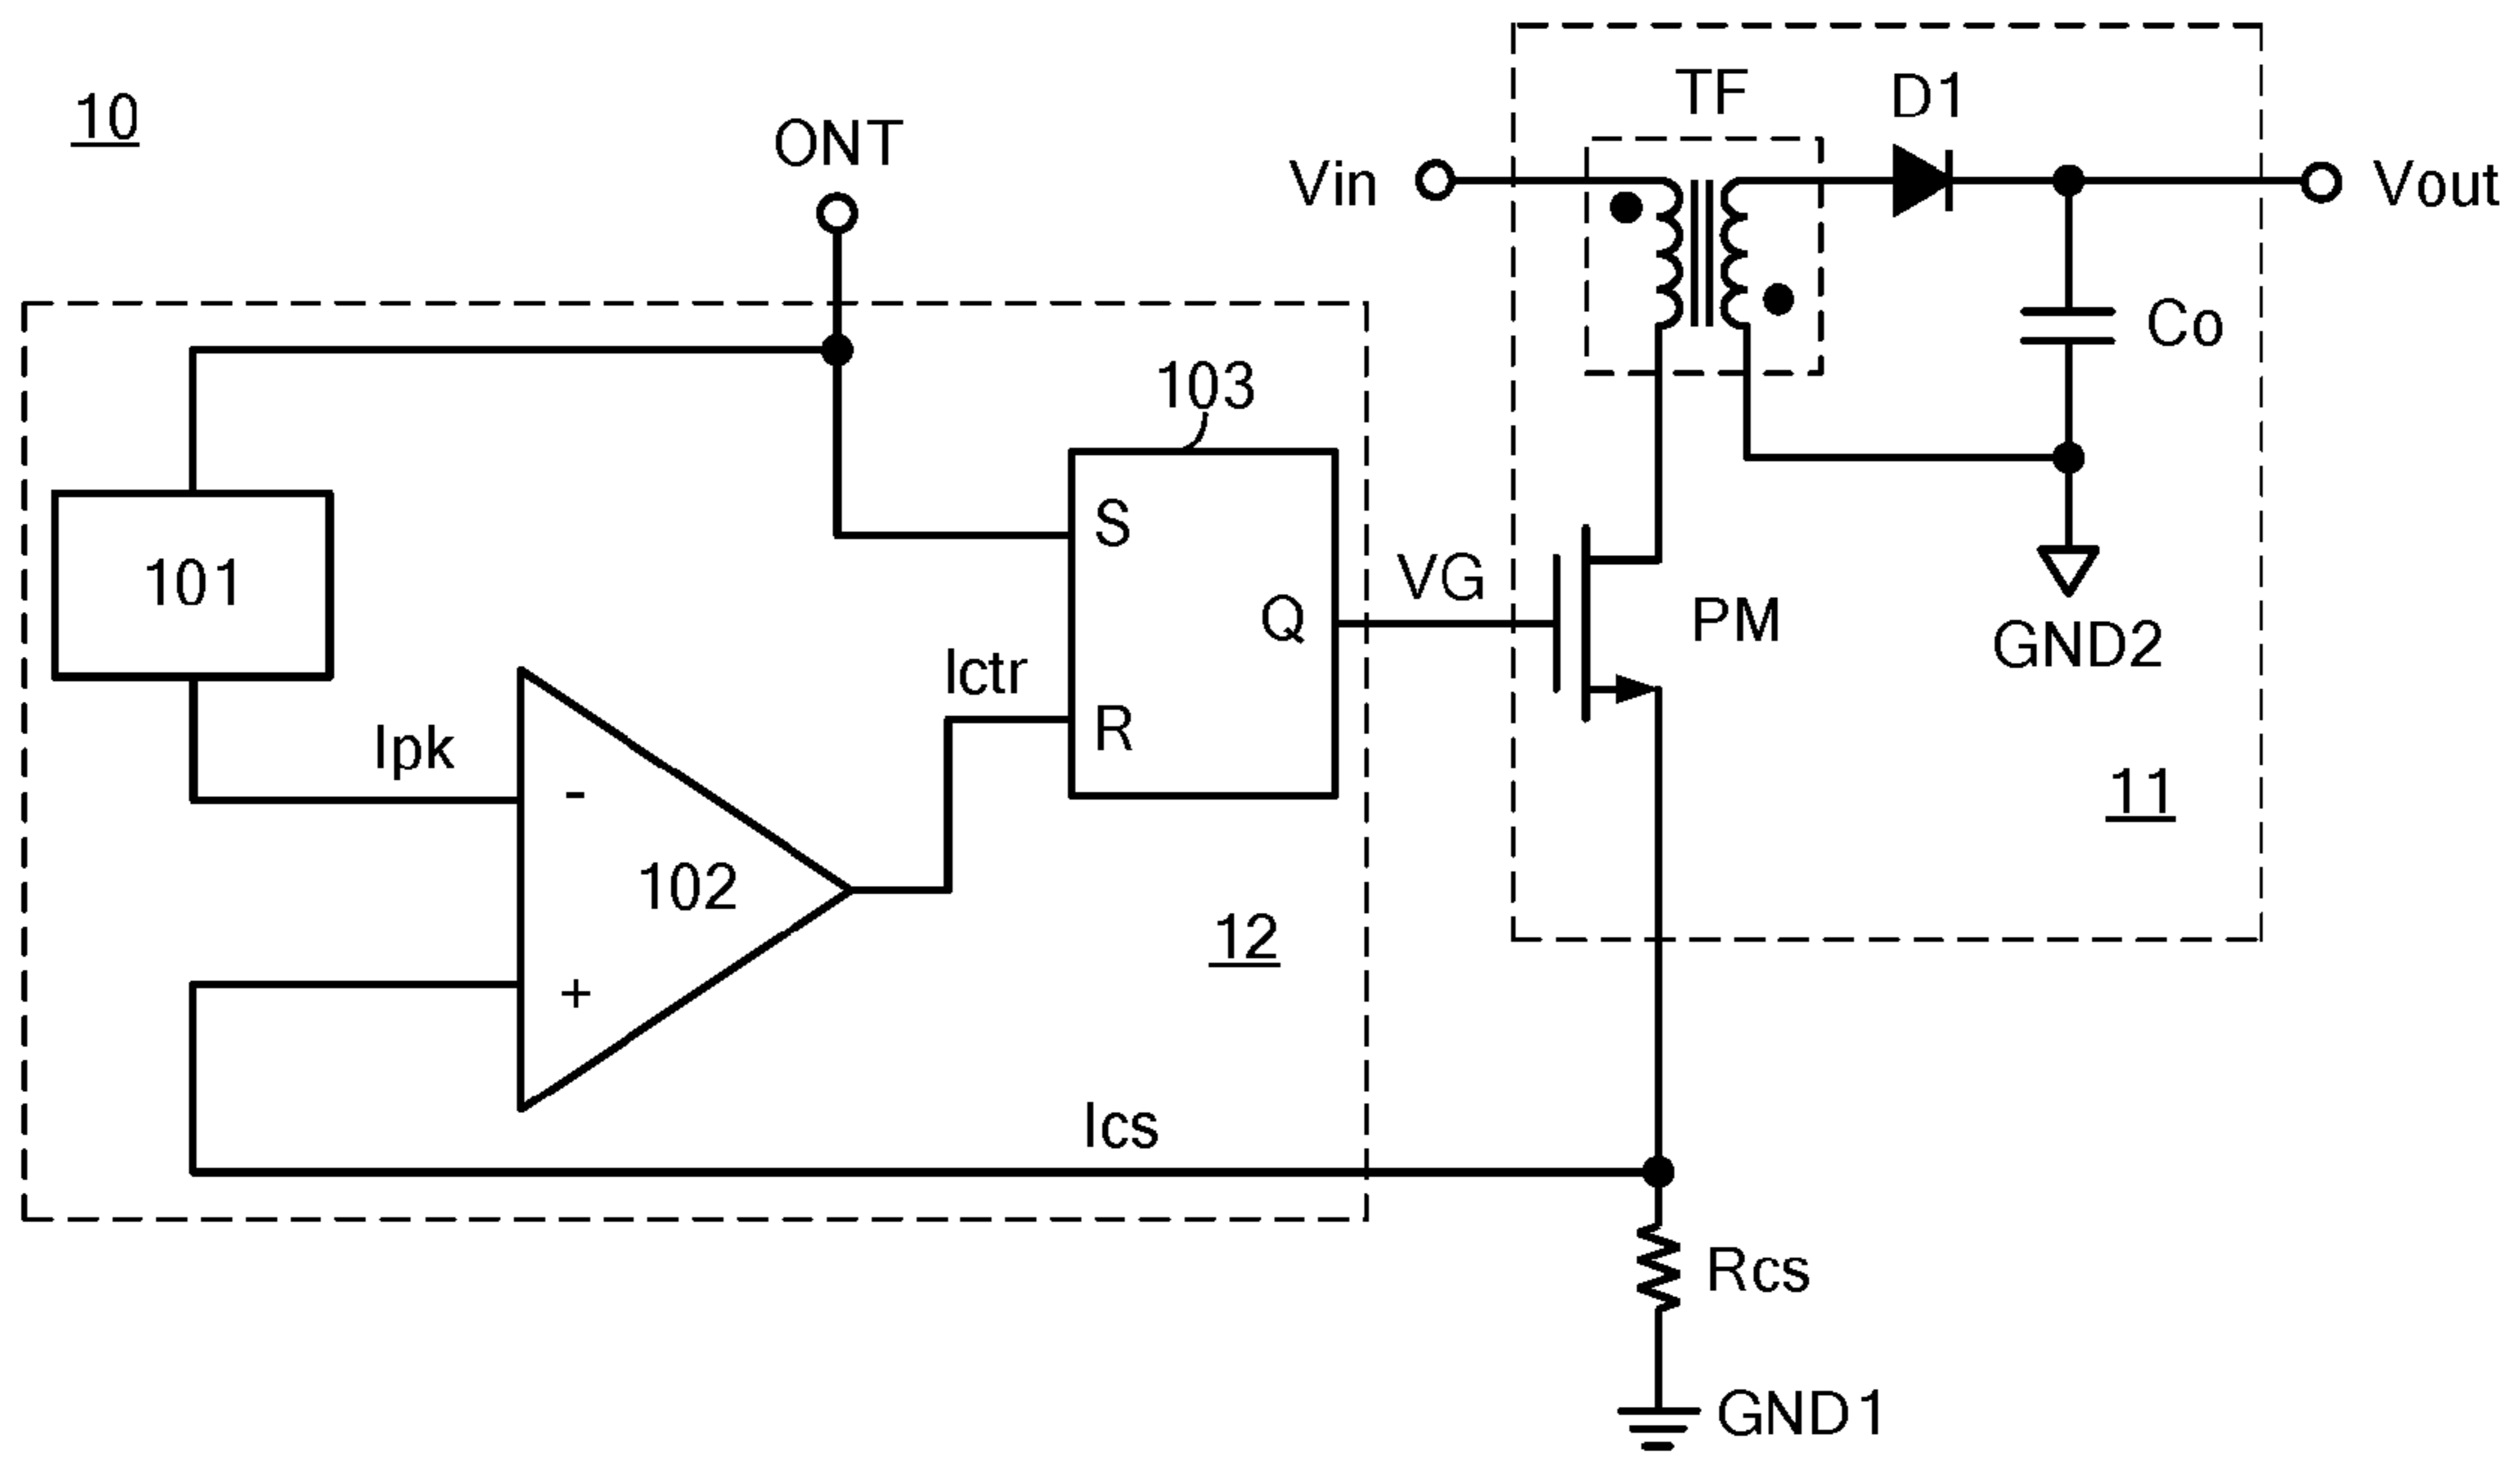 10
ONT
Vin
TF
D1
Vout
Co
103
S
Q
R
101
VG
PM
GND2
Ictr
Ipk
-
102
+
12
11
Ics
Rcs
GND1